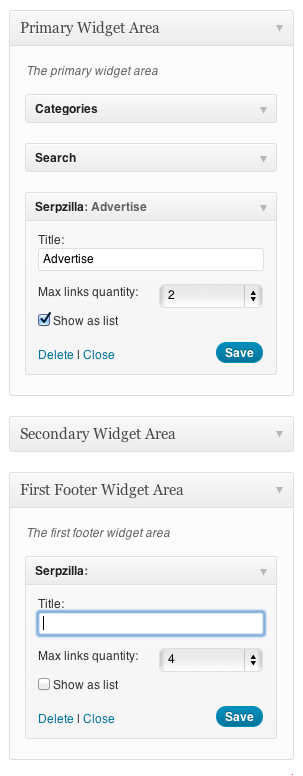 Primary Widget Area
The primary widget area
Categories
Search
Serpzilla: Advertise
Title:
Advertise
Max links quantity: 2
Show as list
Delete | Close Save
Secondary Widget Area
First Footer Widget Area
The first footer widget area
Serpzilla:
Title:
Max links quantity: 4
Show as list
Delete | Close Save